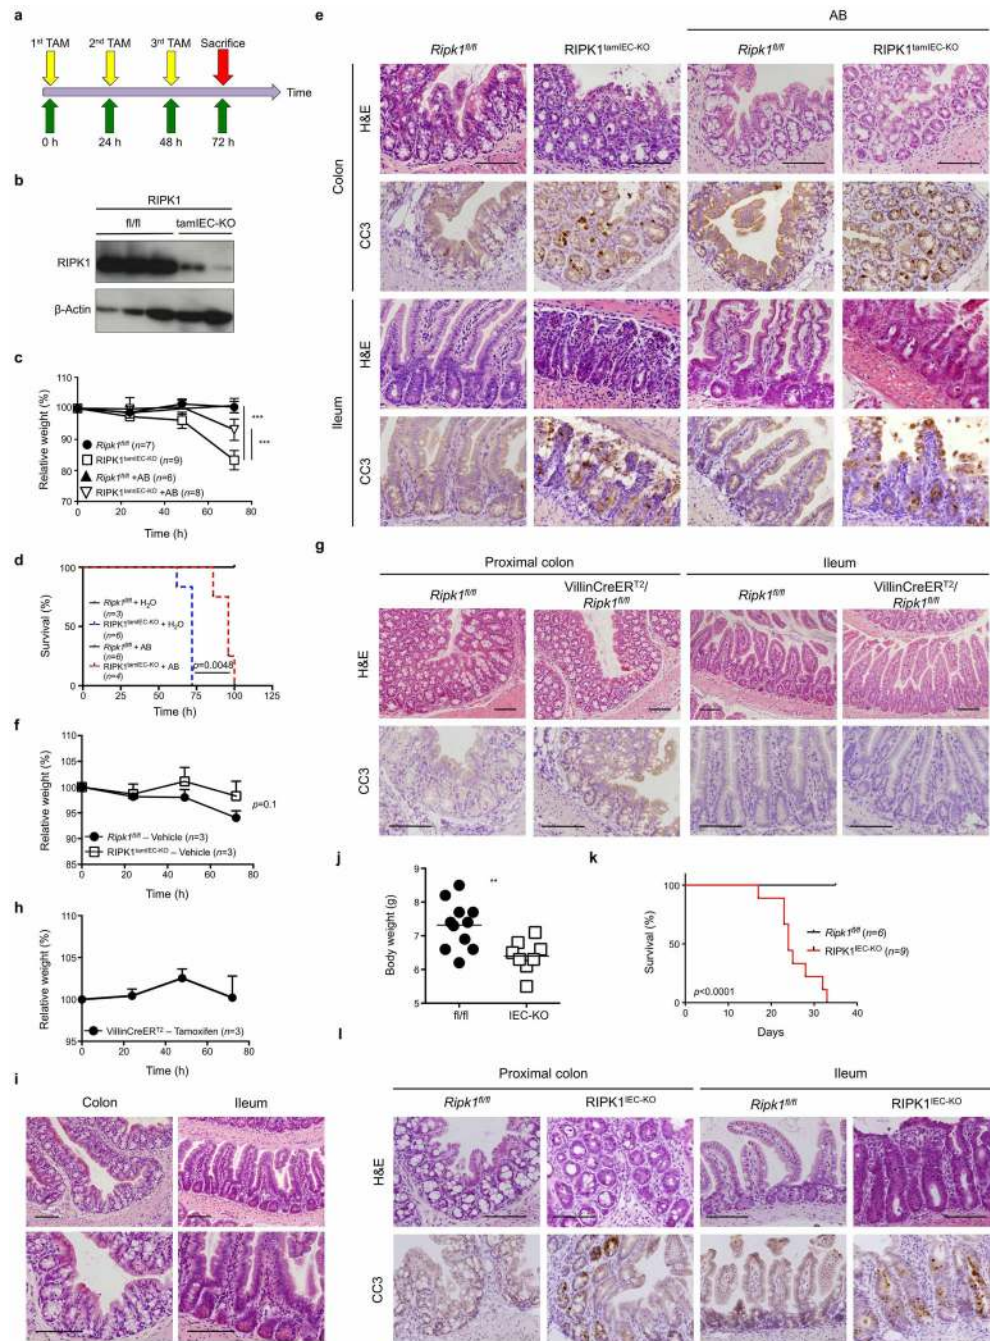 a
1st TAM 2nd TAM 3rd TAM Sacrifice
Time
0 h 24 h 48 h 72 h
b
RIPK1
fl/fl tamIEC-KO
RIPK1
β-Actin
c
Relative weight (%)
110
100
90
80
70
***
***
Ripk1fl/fl (n=7)
RIPK1tamIEC-KO (n=9)
Ripk1fl/fl +AB (n=6)
RIPK1tamIEC-KO +AB (n=8)
0 20 40 60 80
Time (h)
d
Survival (%)
100
50
0
Ripk1fl/fl + H2O
(n=3)
RIPK1tamIEC-KO + H2O
(n=6)
Ripk1fl/fl + AB
(n=6)
RIPK1tamIEC-KO + AB
(n=4)
p=0.0048
0 25 50 75 100
Time (h)
e
AB
Ripk1fl/fl RIPK1tamIEC-KO Ripk1fl/fl RIPK1tamIEC-KO
Colon
H&E
CC3
Ileum
H&E
CC3
f
Relative weight (%)
110
105
100
95
90
85
p=0.1
Ripk1fl/fl – Vehicle (n=3)
RIPK1tamIEC-KO – Vehicle (n=3)
0 20 40 60 80
Time (h)
g
Proximal colon Ileum
Ripk1fl/fl VillinCreERT2/ Ripk1fl/fl VillinCreERT2/
Ripk1fl/fl Ripk1fl/fl
H&E
CC3
h
Relative weight (%)
110
105
100
95
VillinCreERT2 – Tamoxifen (n=3)
0 20 40 60 80
Time (h)
i
Colon Ileum
j
Body weight (g)
9
8
7
6
5
**
fl/fl IEC-KO
k
Survival (%)
100
50
0
Ripk1fl/fl (n=6)
RIPK1IEC-KO (n=9)
p<0.0001
0 10 20 30 40
Days
l
Proximal colon Ileum
Ripk1fl/fl RIPK1IEC-KO Ripk1fl/fl RIPK1IEC-KO
H&E
CC3